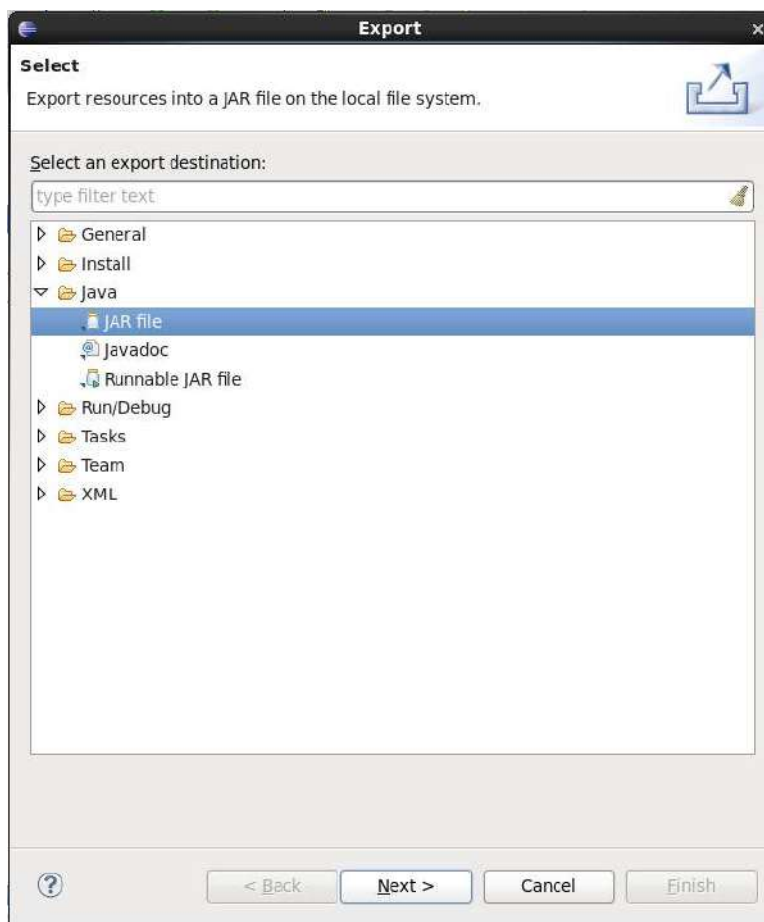 Export
Select
Export resources into a JAR file on the local file system.
Select an export destination:
type filter text
General
Install
Java
JAR file
Javadoc
Runnable JAR file
Run/Debug
Tasks
Team
XML
< Back
Next >
Cancel
Finish